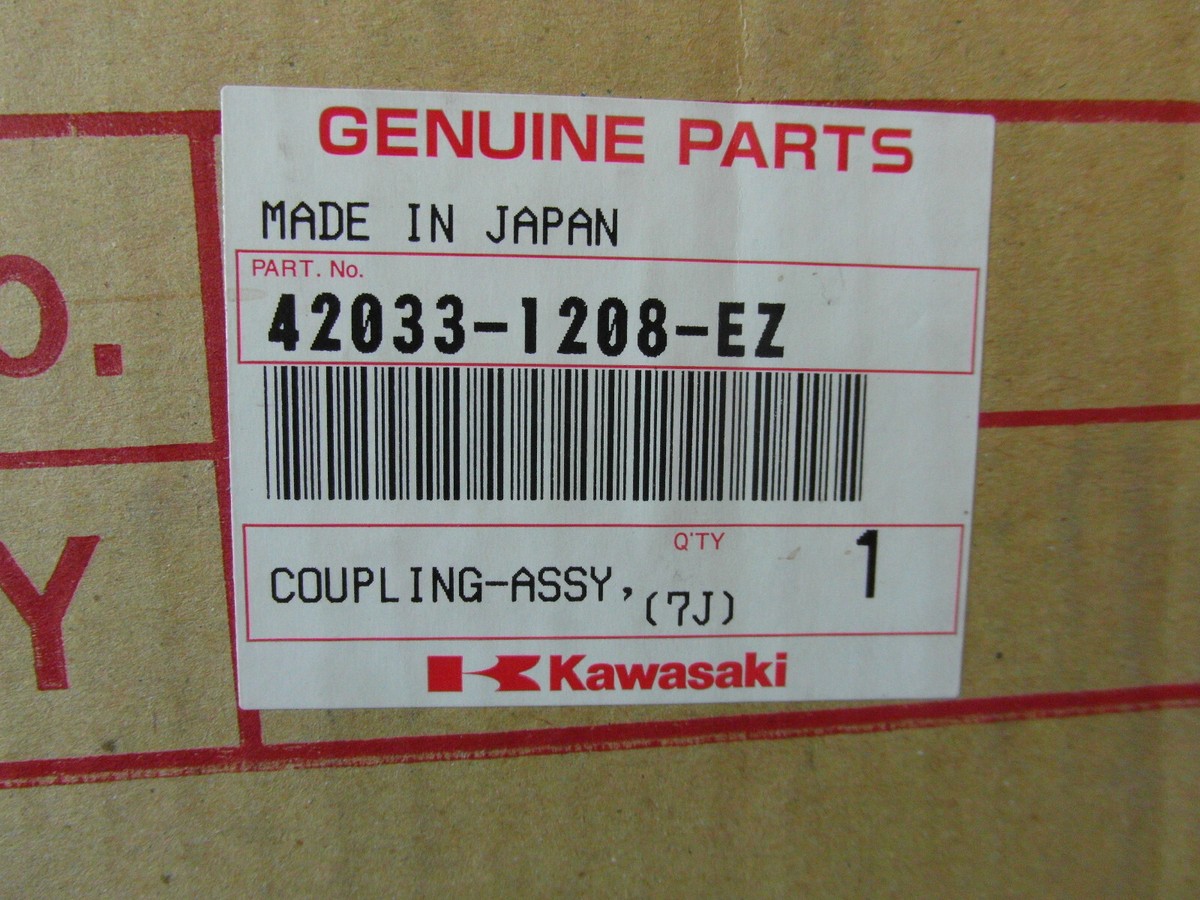 GENUINE PARTS
MADE IN JAPAN
PART. No.
42033-1208-EZ
Q'TY 1
COUPLING-ASSY,(7J)
Kawasaki
O.
Y